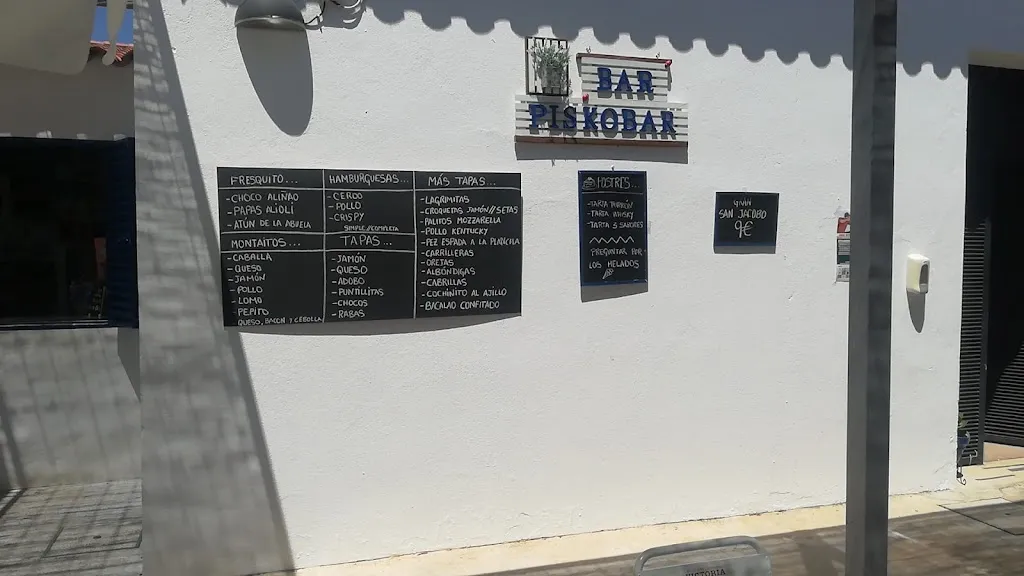 BAR
PISKOBAR
FRESQUITO...
-CHOCO ALIÑAO
-PAPAS ALIOLI
-ATÚN DE LA ABUELA
MONTAITOS...
-CABALLA
-QUESO
-JAMÓN
-POLLO
-LOMO
-PEPITO
QUESO, BACON Y CEBOLLA
HAMBURGUESAS...
-CERDO
-POLLO
-CRISPY
SIMPLE/COMPLETA
TAPAS...
-JAMÓN
-QUESO
-ADOBO
-PUNTILLITAS
-CHOCOS
-RABAS
MÁS TAPAS...
-LAGRIMITAS
-CROQUETAS JAMÓN//SETAS
-PALITOS MOZZARELLA
-POLLO KENTUCKY
-PEZ ESPADA A LA PLANCHA
-CARRILLERAS
-OREJAS
-ALBÓNDIGAS
-CABRILLAS
-COCHINITO AL AJILLO
-BACALAO CONFITADO
POSTRES...
-TARTA TURRÓN
-TARTA WHISKY
-TARTA 3 SABORES
PREGUNTAR POR
LOS HELADOS
GRAN
SAN JACOBO
9€
VICTORIA